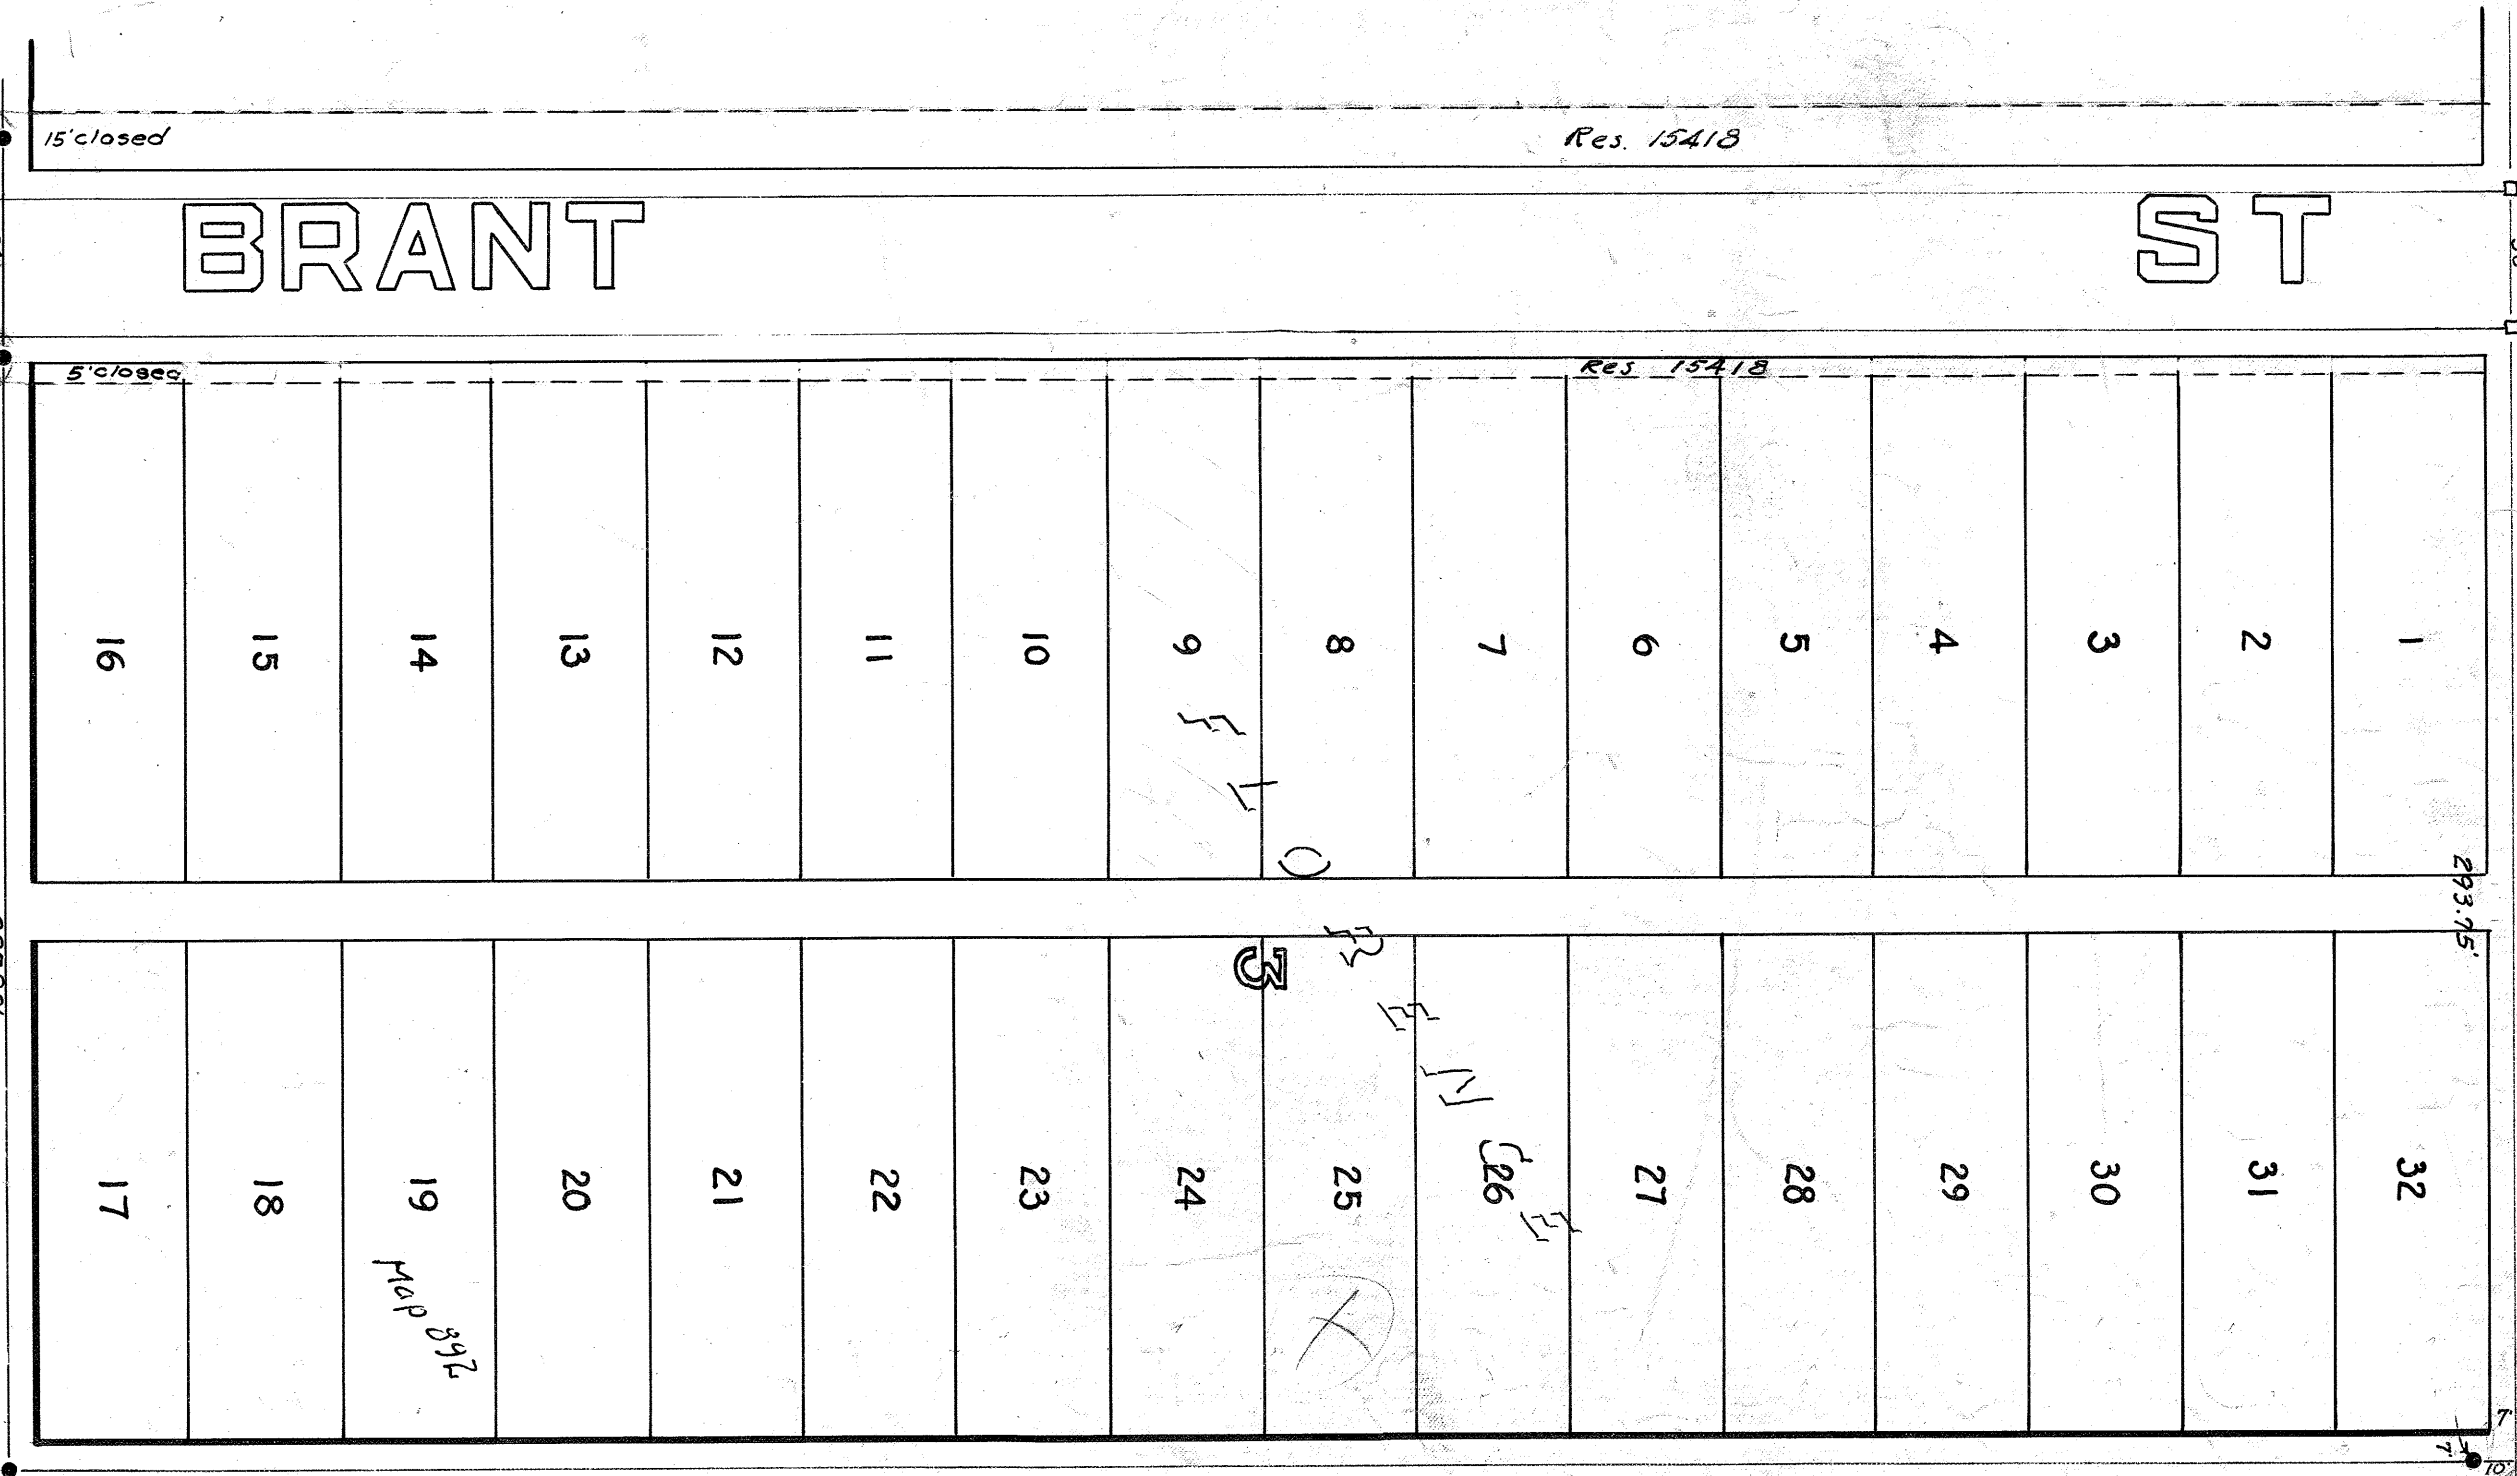 15'closed Res. 15418
BRANT ST
5'closed Res 15418
16 15 14 13 12 11 10 9 8 7 6 5 4 3 2 1
FLORENCE
293.75'
3
17 18 19 20 21 22 23 24 25 26 27 28 29 30 31 32
7'
7'
10'